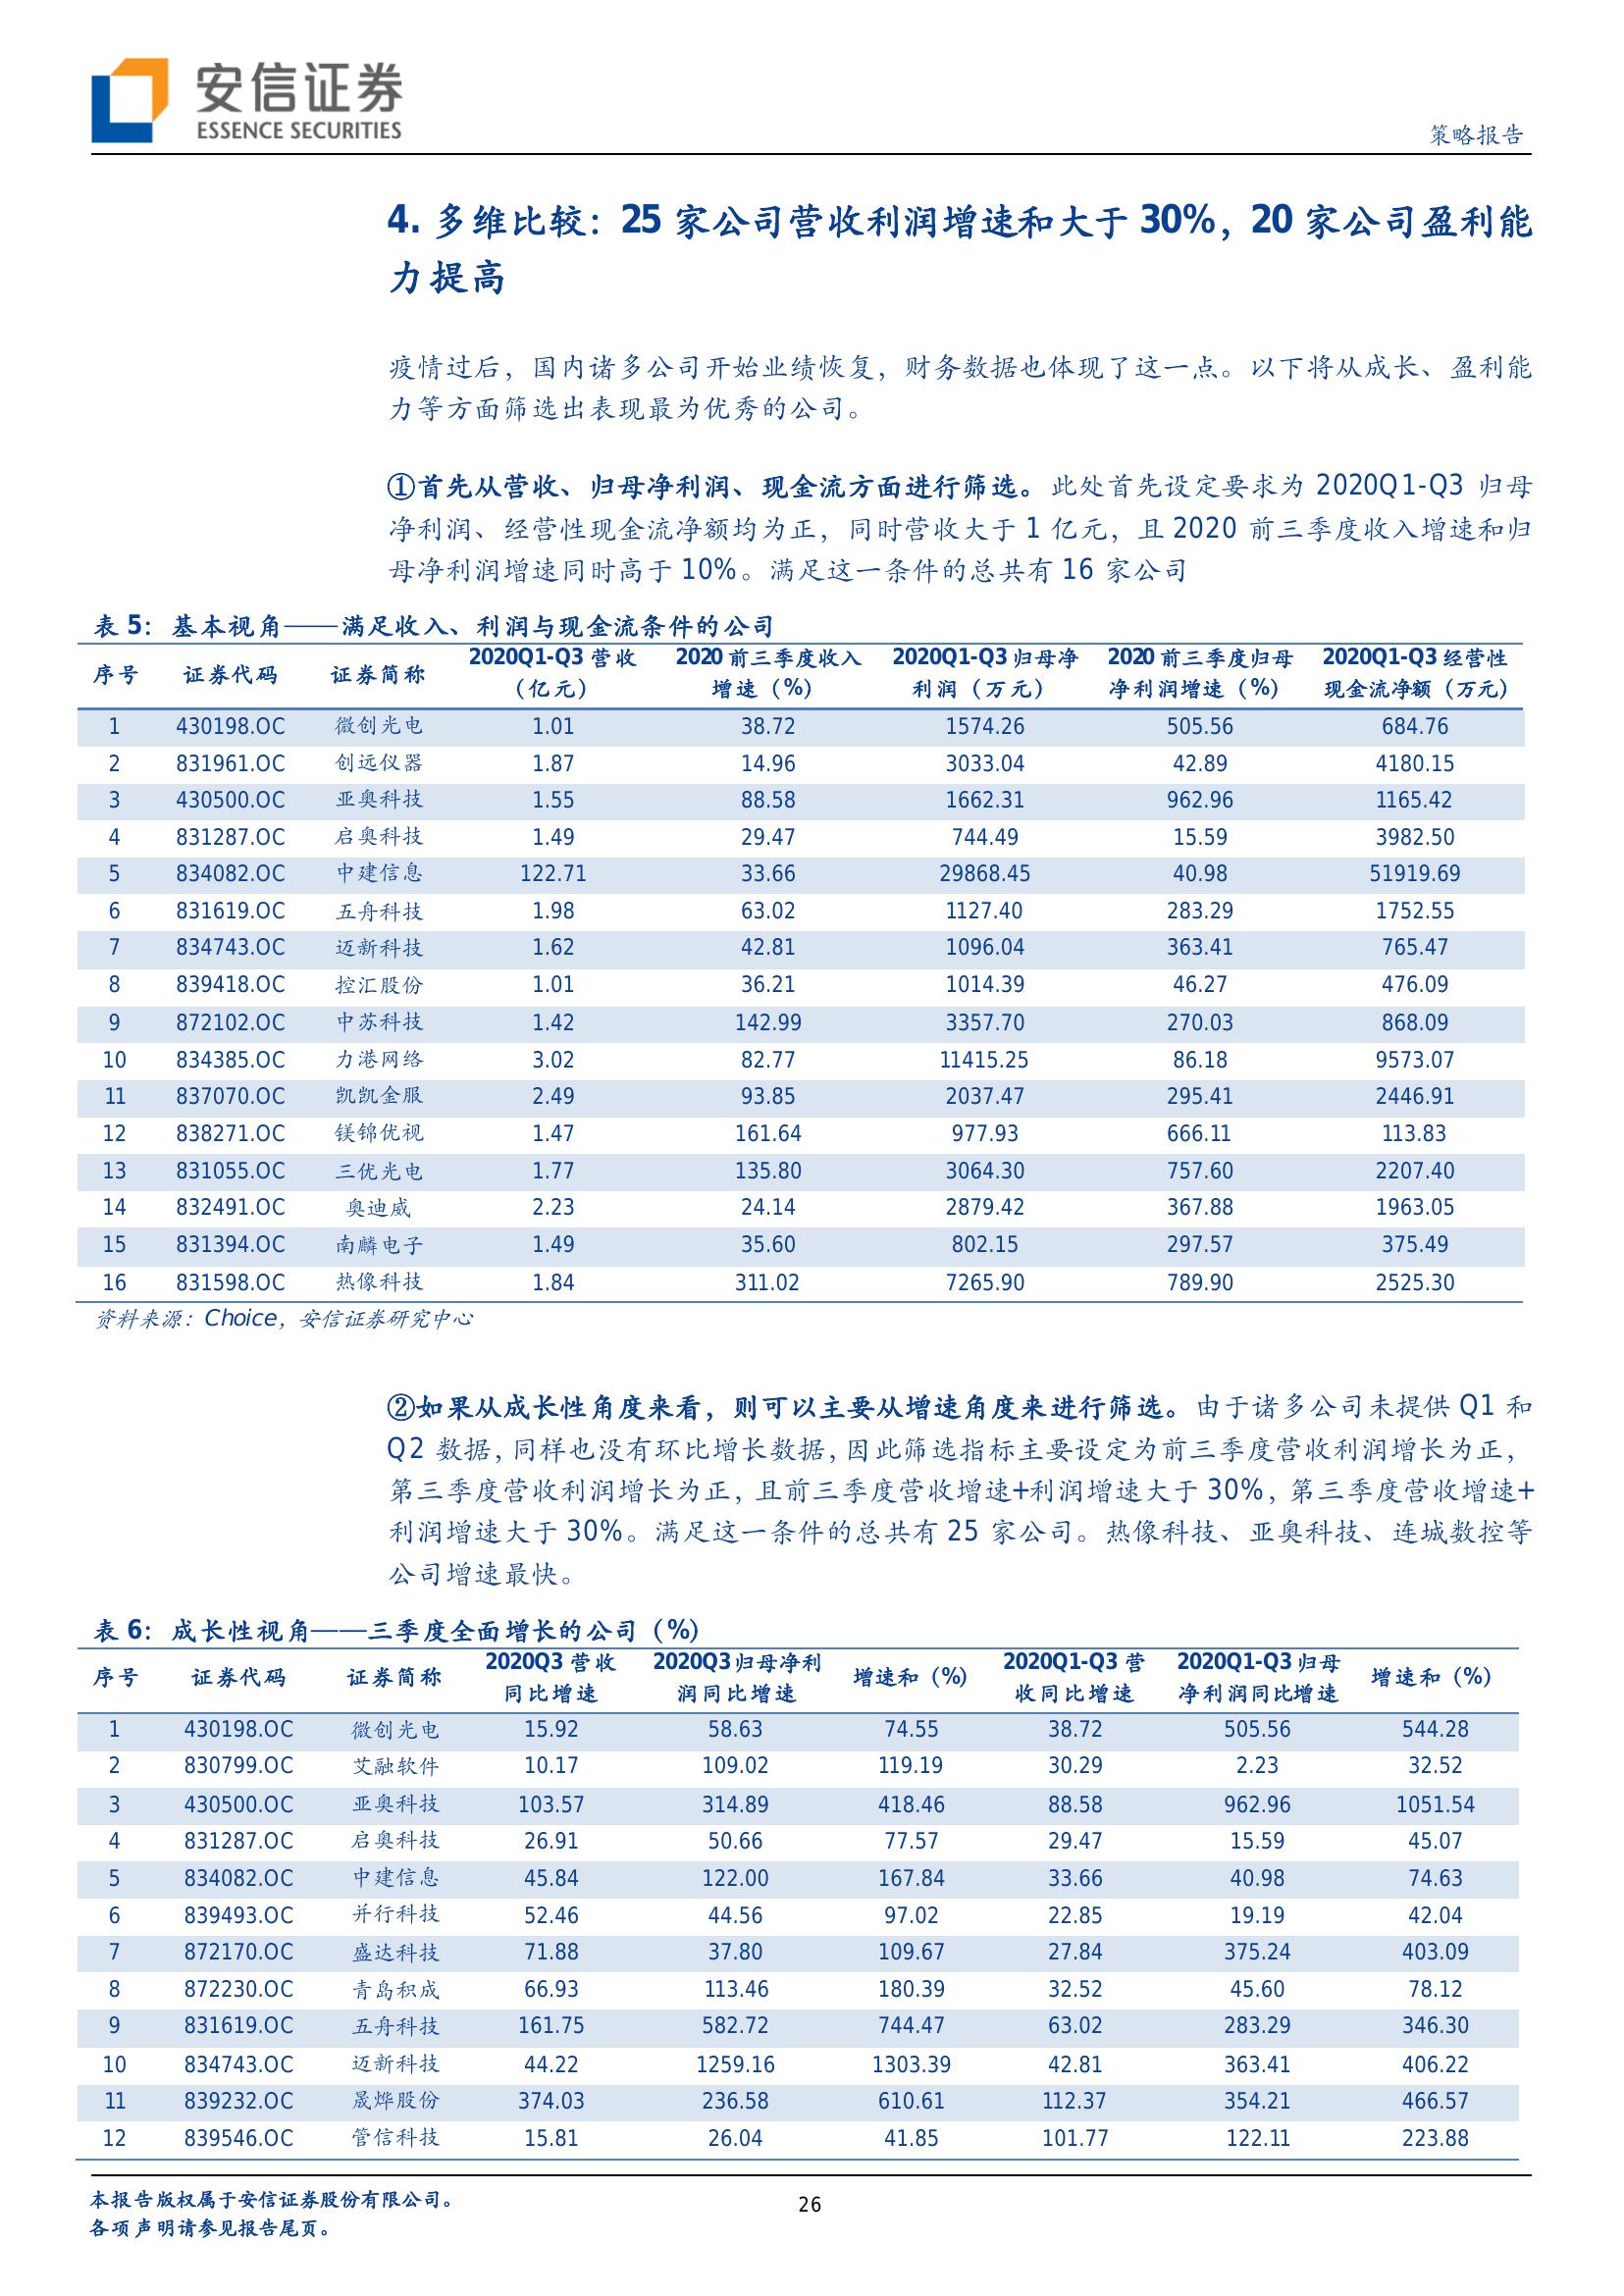 安信证券
ESSENCE SECURITIES
策略报告
4. 多维比较：25 家公司营收利润增速和大于 30%，20 家公司盈利能
力提高
疫情过后，国内诸多公司开始业绩恢复，财务数据也体现了这一点。以下将从成长、盈利能
力等方面筛选出表现最为优秀的公司。
①首先从营收、归母净利润、现金流方面进行筛选。此处首先设定要求为 2020Q1-Q3 归母
净利润、经营性现金流净额均为正，同时营收大于 1 亿元，且 2020 前三季度收入增速和归
母净利润增速同时高于 10%。满足这一条件的总共有 16 家公司
表 5：基本视角——满足收入、利润与现金流条件的公司
序号 证券代码 证券简称 2020Q1-Q3 营收（亿元） 2020 前三季度收入增速（%） 2020Q1-Q3 归母净利润（万元） 2020 前三季度归母净利润增速（%） 2020Q1-Q3 经营性现金流净额（万元）
1 430198.OC 微创光电 1.01 38.72 1574.26 505.56 684.76
2 831961.OC 创远仪器 1.87 14.96 3033.04 42.89 4180.15
3 430500.OC 亚奥科技 1.55 88.58 1662.31 962.96 1165.42
4 831287.OC 启奥科技 1.49 29.47 744.49 15.59 3982.50
5 834082.OC 中建信息 122.71 33.66 29868.45 40.98 51919.69
6 831619.OC 五舟科技 1.98 63.02 1127.40 283.29 1752.55
7 834743.OC 迈新科技 1.62 42.81 1096.04 363.41 765.47
8 839418.OC 控汇股份 1.01 36.21 1014.39 46.27 476.09
9 872102.OC 中苏科技 1.42 142.99 3357.70 270.03 868.09
10 834385.OC 力港网络 3.02 82.77 11415.25 86.18 9573.07
11 837070.OC 凯凯金服 2.49 93.85 2037.47 295.41 2446.91
12 838271.OC 镁锦优视 1.47 161.64 977.93 666.11 113.83
13 831055.OC 三优光电 1.77 135.80 3064.30 757.60 2207.40
14 832491.OC 奥迪威 2.23 24.14 2879.42 367.88 1963.05
15 831394.OC 南麟电子 1.49 35.60 802.15 297.57 375.49
16 831598.OC 热像科技 1.84 311.02 7265.90 789.90 2525.30
资料来源：Choice，安信证券研究中心
②如果从成长性角度来看，则可以主要从增速角度来进行筛选。由于诸多公司未提供 Q1 和
Q2 数据，同样也没有环比增长数据，因此筛选指标主要设定为前三季度营收利润增长为正，
第三季度营收利润增长为正，且前三季度营收增速+利润增速大于 30%，第三季度营收增速+
利润增速大于 30%。满足这一条件的总共有 25 家公司。热像科技、亚奥科技、连城数控等
公司增速最快。
表 6：成长性视角——三季度全面增长的公司（%）
序号 证券代码 证券简称 2020Q3 营收同比增速 2020Q3归母净利润同比增速 增速和（%） 2020Q1-Q3 营收同比增速 2020Q1-Q3归母净利润同比增速 增速和（%）
1 430198.OC 微创光电 15.92 58.63 74.55 38.72 505.56 544.28
2 830799.OC 艾融软件 10.17 109.02 119.19 30.29 2.23 32.52
3 430500.OC 亚奥科技 103.57 314.89 418.46 88.58 962.96 1051.54
4 831287.OC 启奥科技 26.91 50.66 77.57 29.47 15.59 45.07
5 834082.OC 中建信息 45.84 122.00 167.84 33.66 40.98 74.63
6 839493.OC 并行科技 52.46 44.56 97.02 22.85 19.19 42.04
7 872170.OC 盛达科技 71.88 37.80 109.67 27.84 375.24 403.09
8 872230.OC 青岛积成 66.93 113.46 180.39 32.52 45.60 78.12
9 831619.OC 五舟科技 161.75 582.72 744.47 63.02 283.29 346.30
10 834743.OC 迈新科技 44.22 1259.16 1303.39 42.81 363.41 406.22
11 839232.OC 晟烨股份 374.03 236.58 610.61 112.37 354.21 466.57
12 839546.OC 管信科技 15.81 26.04 41.85 101.77 122.11 223.88
本报告版权属于安信证券股份有限公司。
各项声明请参见报告尾页。
26